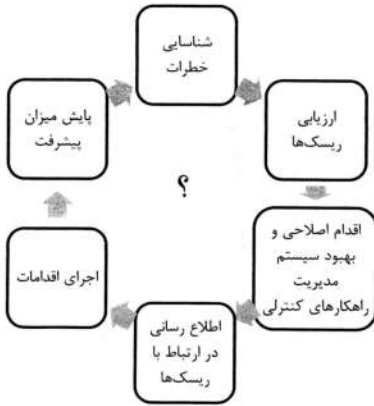 شناسایی
خطرات
ارزیابی
ریسک‌ها
اقدام اصلاحی و
بهبود سیستم
مدیریت
راهکارهای کنترلی
اطلاع رسانی
در ارتباط با
ریسک‌ها
اجرای اقدامات
پایش میزان
پیشرفت
؟